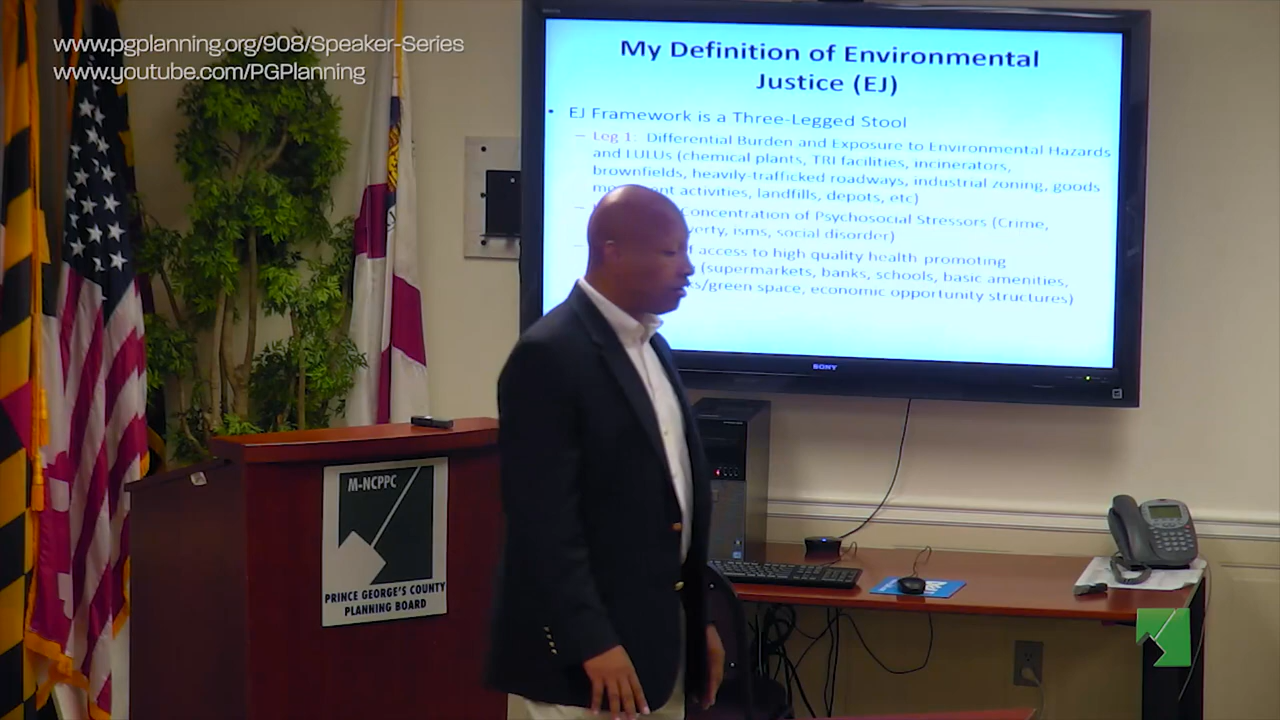 www.pgplanning.org/908/Speaker-Series
www.youtube.com/PGPlanning
My Definition of Environmental
Justice (EJ)
• EJ Framework is a Three-Legged Stool
– Leg 1: Differential Burden and Exposure to Environmental Hazards
and LULUs (chemical plants, TRI facilities, incinerators,
brownfields, heavily-trafficked roadways, industrial zoning, goods
activities, landfills, depots, etc)
Concentration of Psychosocial Stressors (Crime,
isms, social disorder)
access to high quality health promoting
(supermarkets, banks, schools, basic amenities,
/green space, economic opportunity structures)
SONY
M-NCPPC
PRINCE GEORGE'S COUNTY
PLANNING BOARD